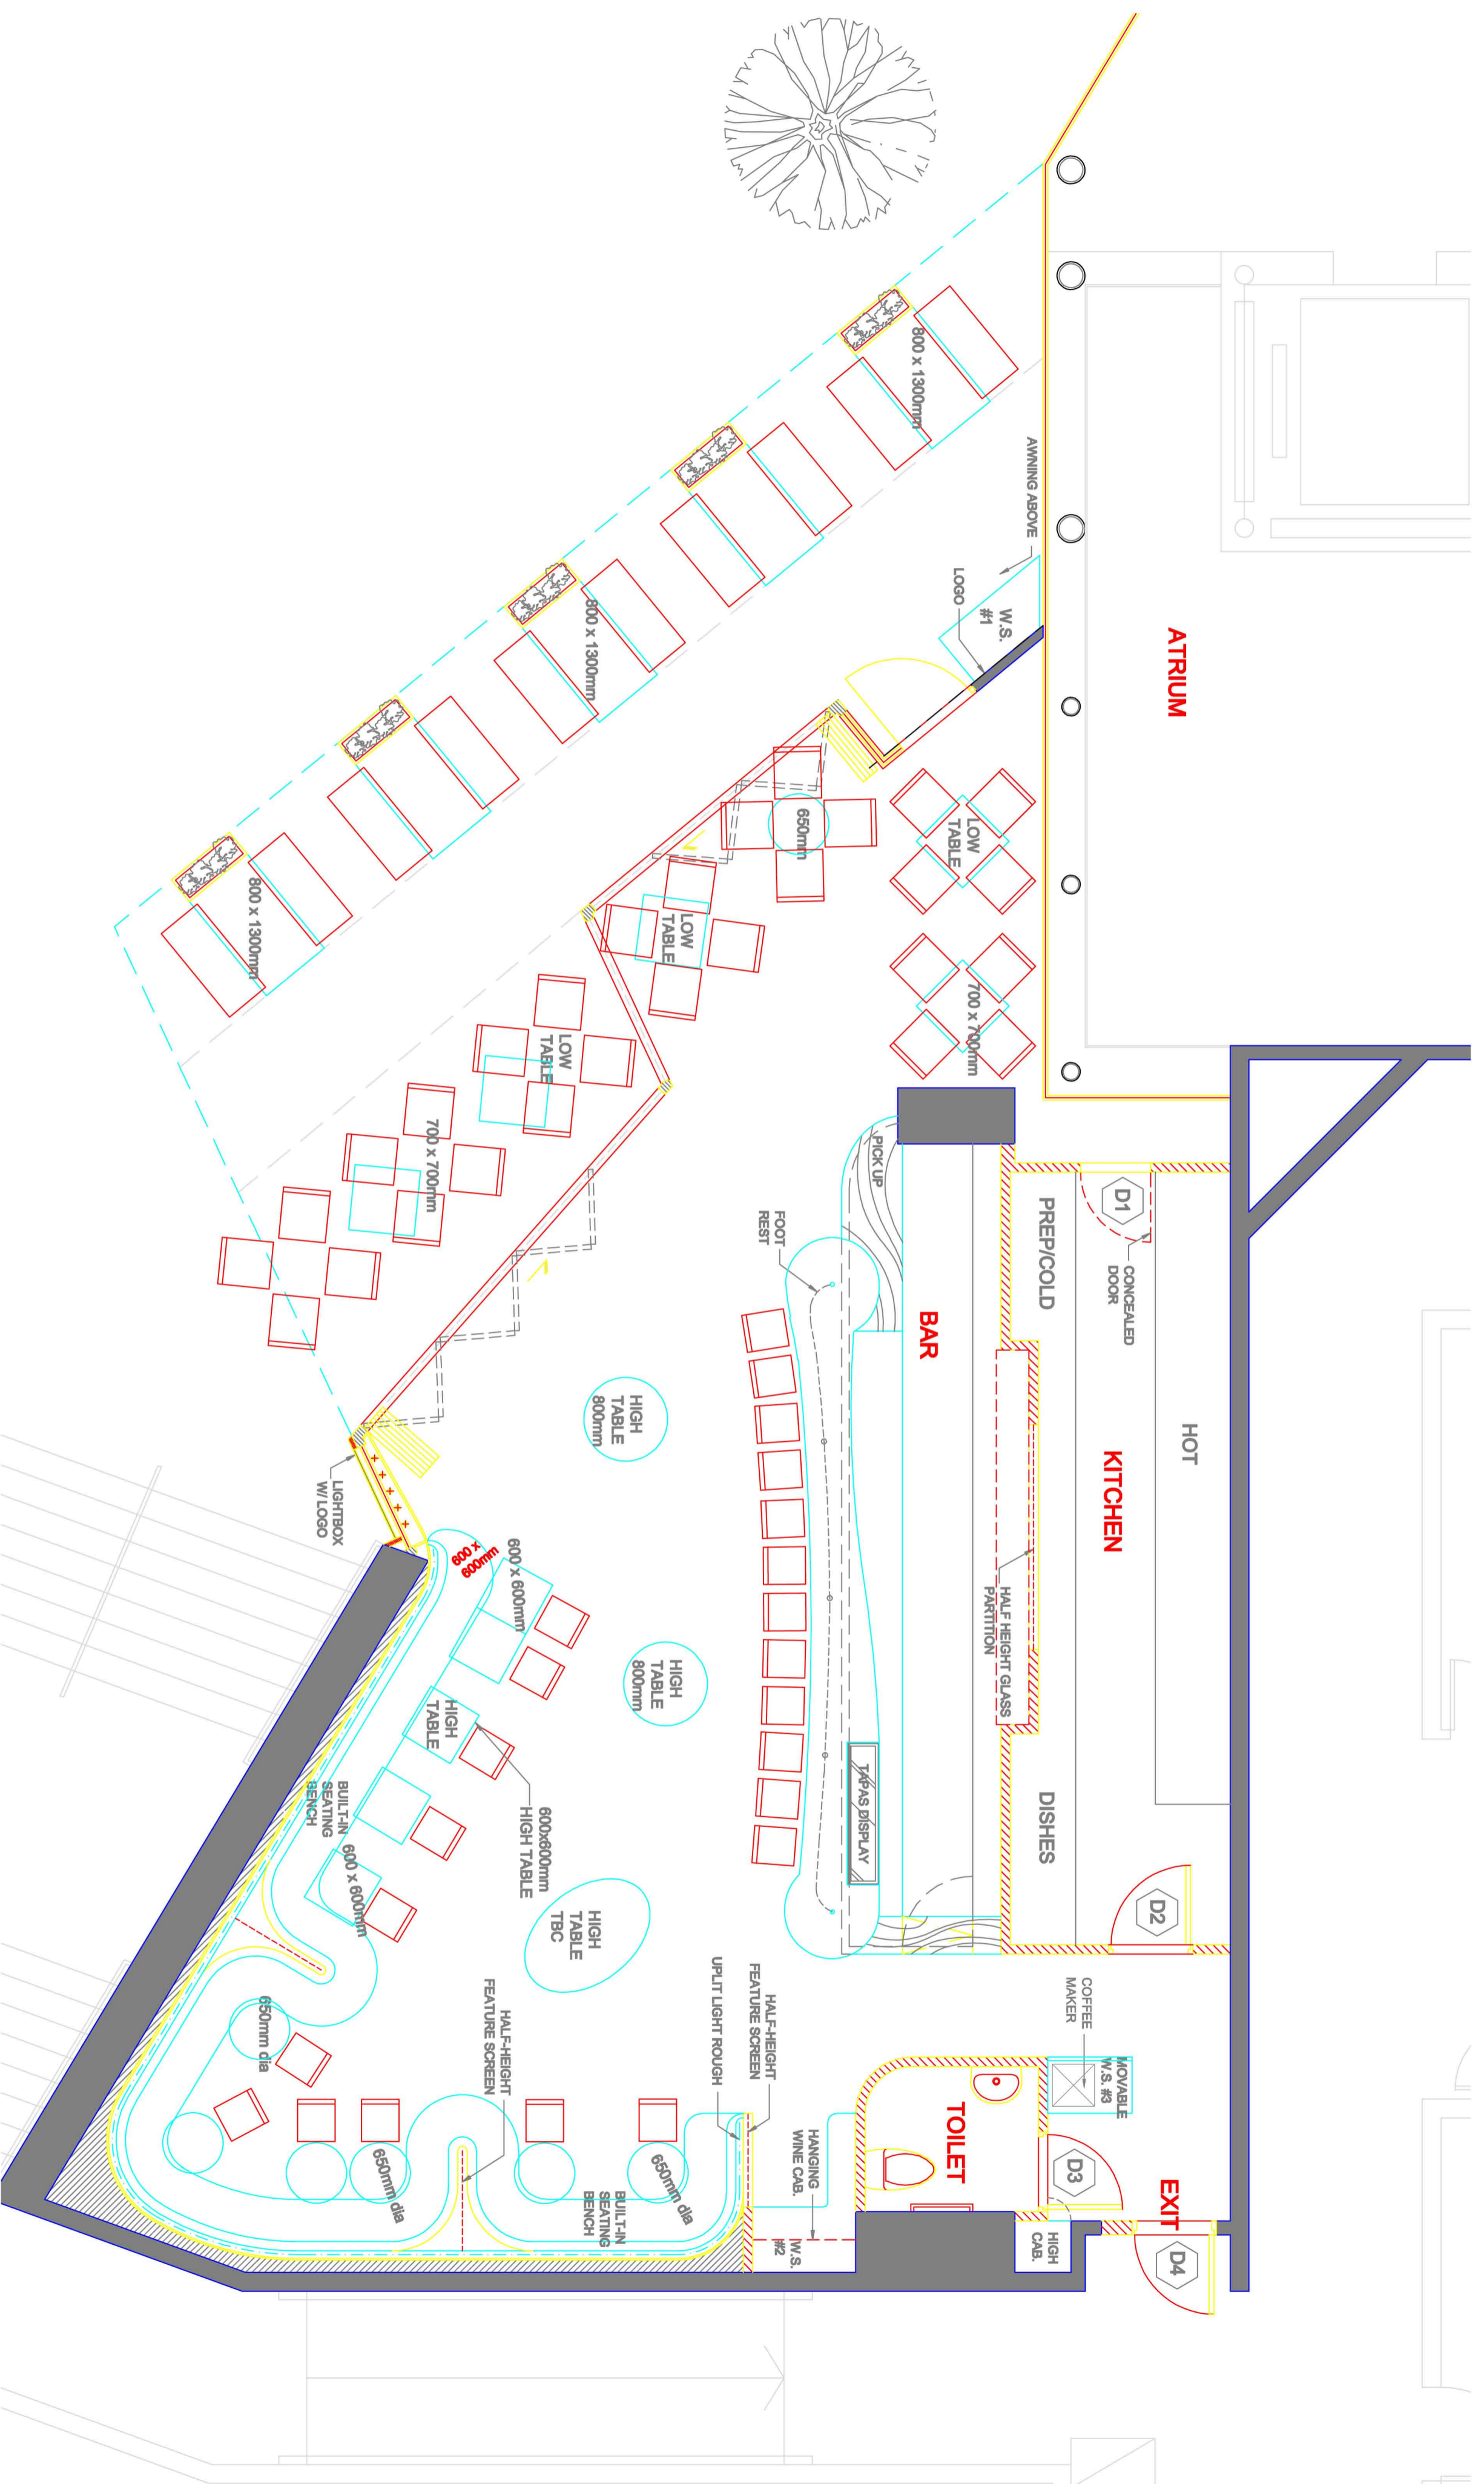 ATRIUM
AWNING ABOVE
W.S.
#1
LOGO
800 x 1300mm
800 x 1300mm
800 x 1300mm
LOW
TABLE
700 x 700mm
650mm
LOW
TABLE
LOW
TABLE
700 x 700mm
D1
CONCEALED
DOOR
PREP/COLD
HOT
KITCHEN
BAR
PICK UP
FOOT
REST
HALF HEIGHT GLASS
PARTITION
DISHES
D2
TAPAS DISPLAY
HIGH
TABLE
800mm
HIGH
TABLE
800mm
HIGH
TABLE
TBC
LIGHTBOX
W/ LOGO
600 x
600mm
600 x 600mm
HIGH
TABLE
600x600mm
HIGH TABLE
BUILT-IN
SEATING
BENCH
600 x 600mm
650mm dia
HALF-HEIGHT
FEATURE SCREEN
650mm dia
650mm dia
BUILT-IN
SEATING
BENCH
HALF-HEIGHT
FEATURE SCREEN
UPLIT LIGHT ROUGH
HANGING
WINE CAB.
W.S.
#2
COFFEE
MAKER
MOVABLE
W.S. #3
TOILET
D3
EXIT
HIGH
CAB.
D4